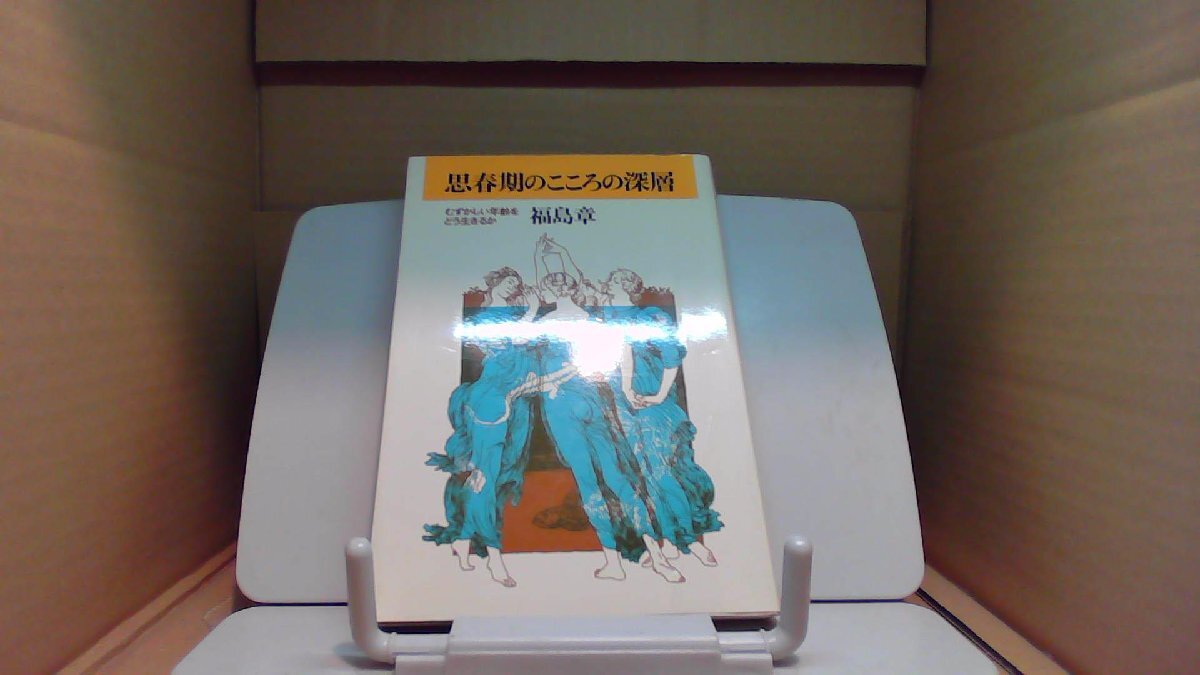 思春期のこころの深層
むずかしい年齢を
どう生きるか
福島章